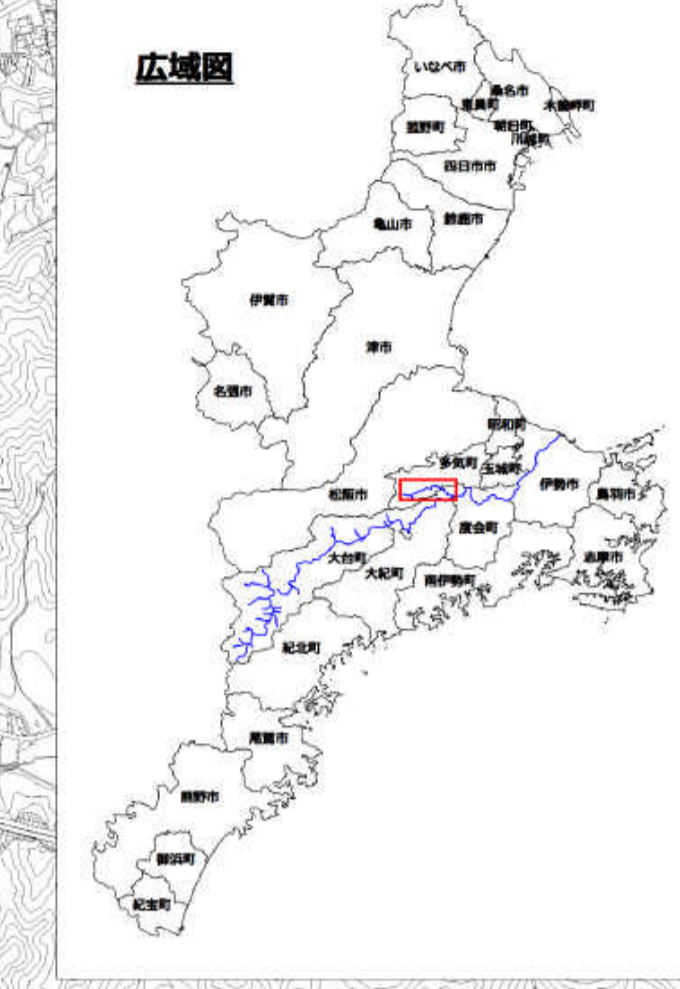 広域図
いなべ市
桑名市
東員町
木曽岬町
菰野町
朝日町
川越町
四日市市
亀山市
鈴鹿市
伊賀市
津市
名張市
明和町
多気町
玉城町
松阪市
伊勢市
鳥羽市
度会町
大台町
志摩市
大紀町
南伊勢町
紀北町
尾鷲市
熊野市
御浜町
紀宝町